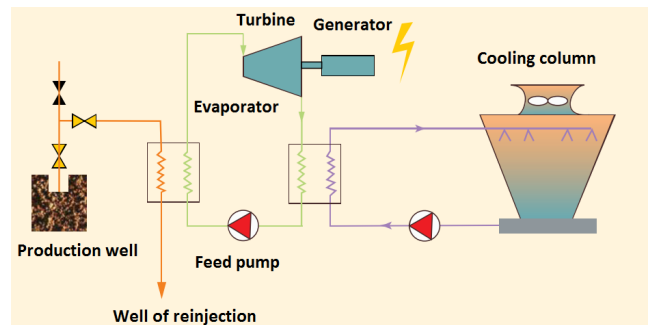 Turbine
Generator
Cooling column
Evaporator
Production well
Feed pump
Well of reinjection